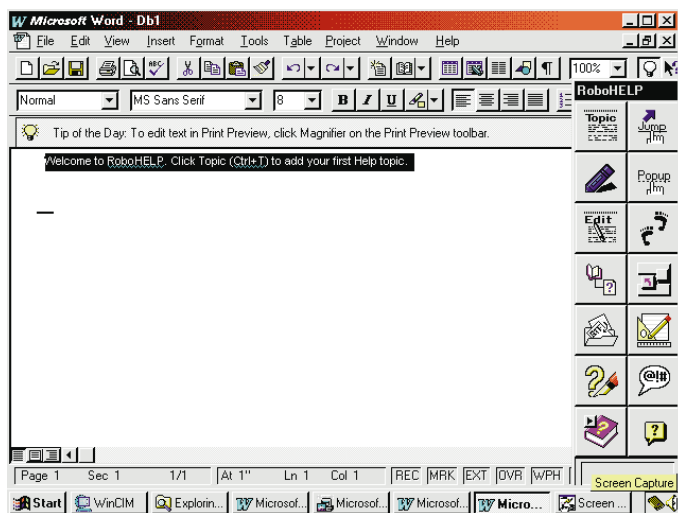 Microsoft Word - Db1
File Edit View Insert Format Tools Table Project Window Help
100%
Normal MS Sans Serif 8 B I U
RoboHELP
Tip of the Day: To edit text in Print Preview, click Magnifier on the Print Preview toolbar.
Topic Jump
Welcome to RoboHELP. Click Topic (Ctrl+T) to add your first Help topic.
Popup
Edit
@!#
Page 1 Sec 1 1/1 At 1" Ln 1 Col 1 REC MRK EXT OVR WPH
Screen Capture
Start WinCIM Explorin... Microsof... Microsof... Microsof... Micro... Screen ...